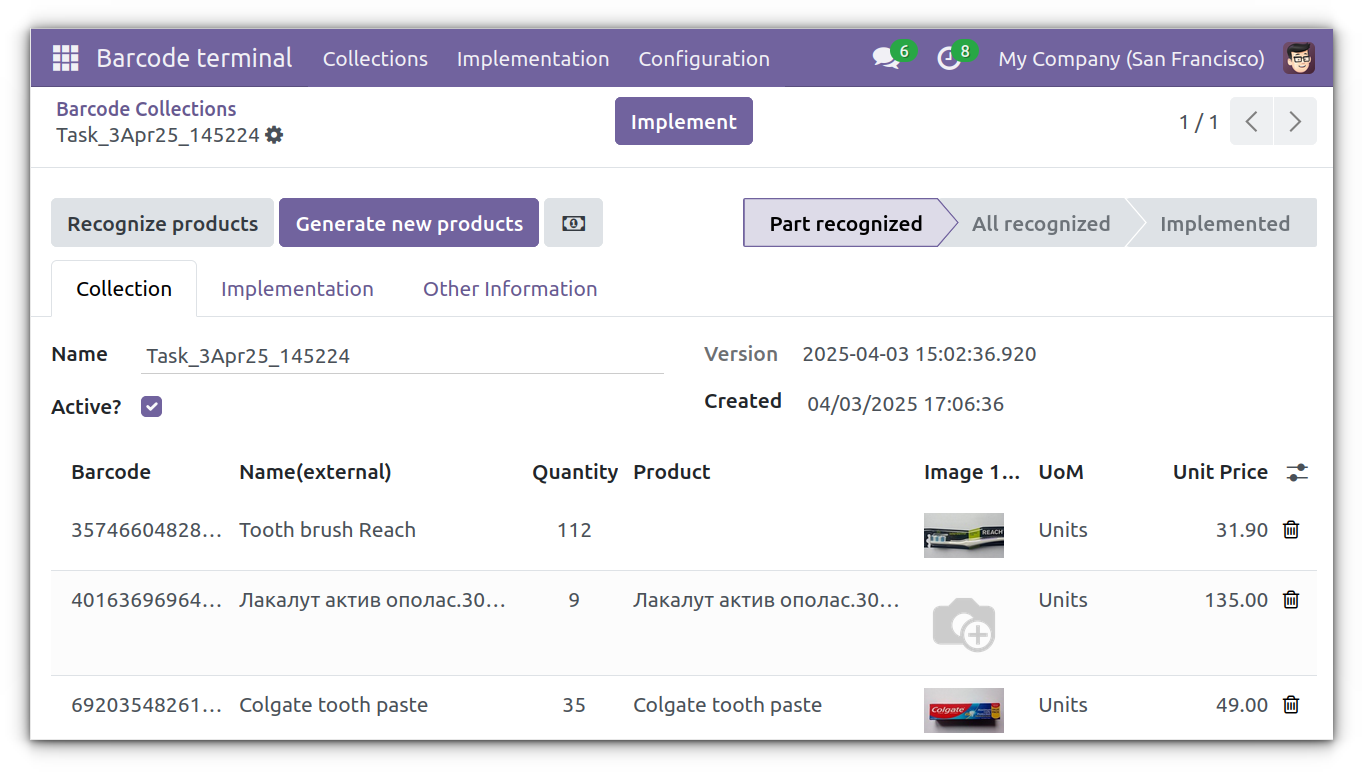 Barcode terminal Collections Implementation Configuration 6 8 My Company (San Francisco)
Barcode Collections
Task_3Apr25_145224
Implement
1 / 1
Recognize products Generate new products Part recognized All recognized Implemented
Collection Implementation Other Information
Name Task_3Apr25_145224 Version 2025-04-03 15:02:36.920
Active? Created 04/03/2025 17:06:36
Barcode Name(external) Quantity Product Image 1... UoM Unit Price
35746604828... Tooth brush Reach 112 REACH Units 31.90
40163696964... Лакалут актив ополас.30... 9 Лакалут актив ополас.30... Units 135.00
69203548261... Colgate tooth paste 35 Colgate tooth paste Colgate Units 49.00